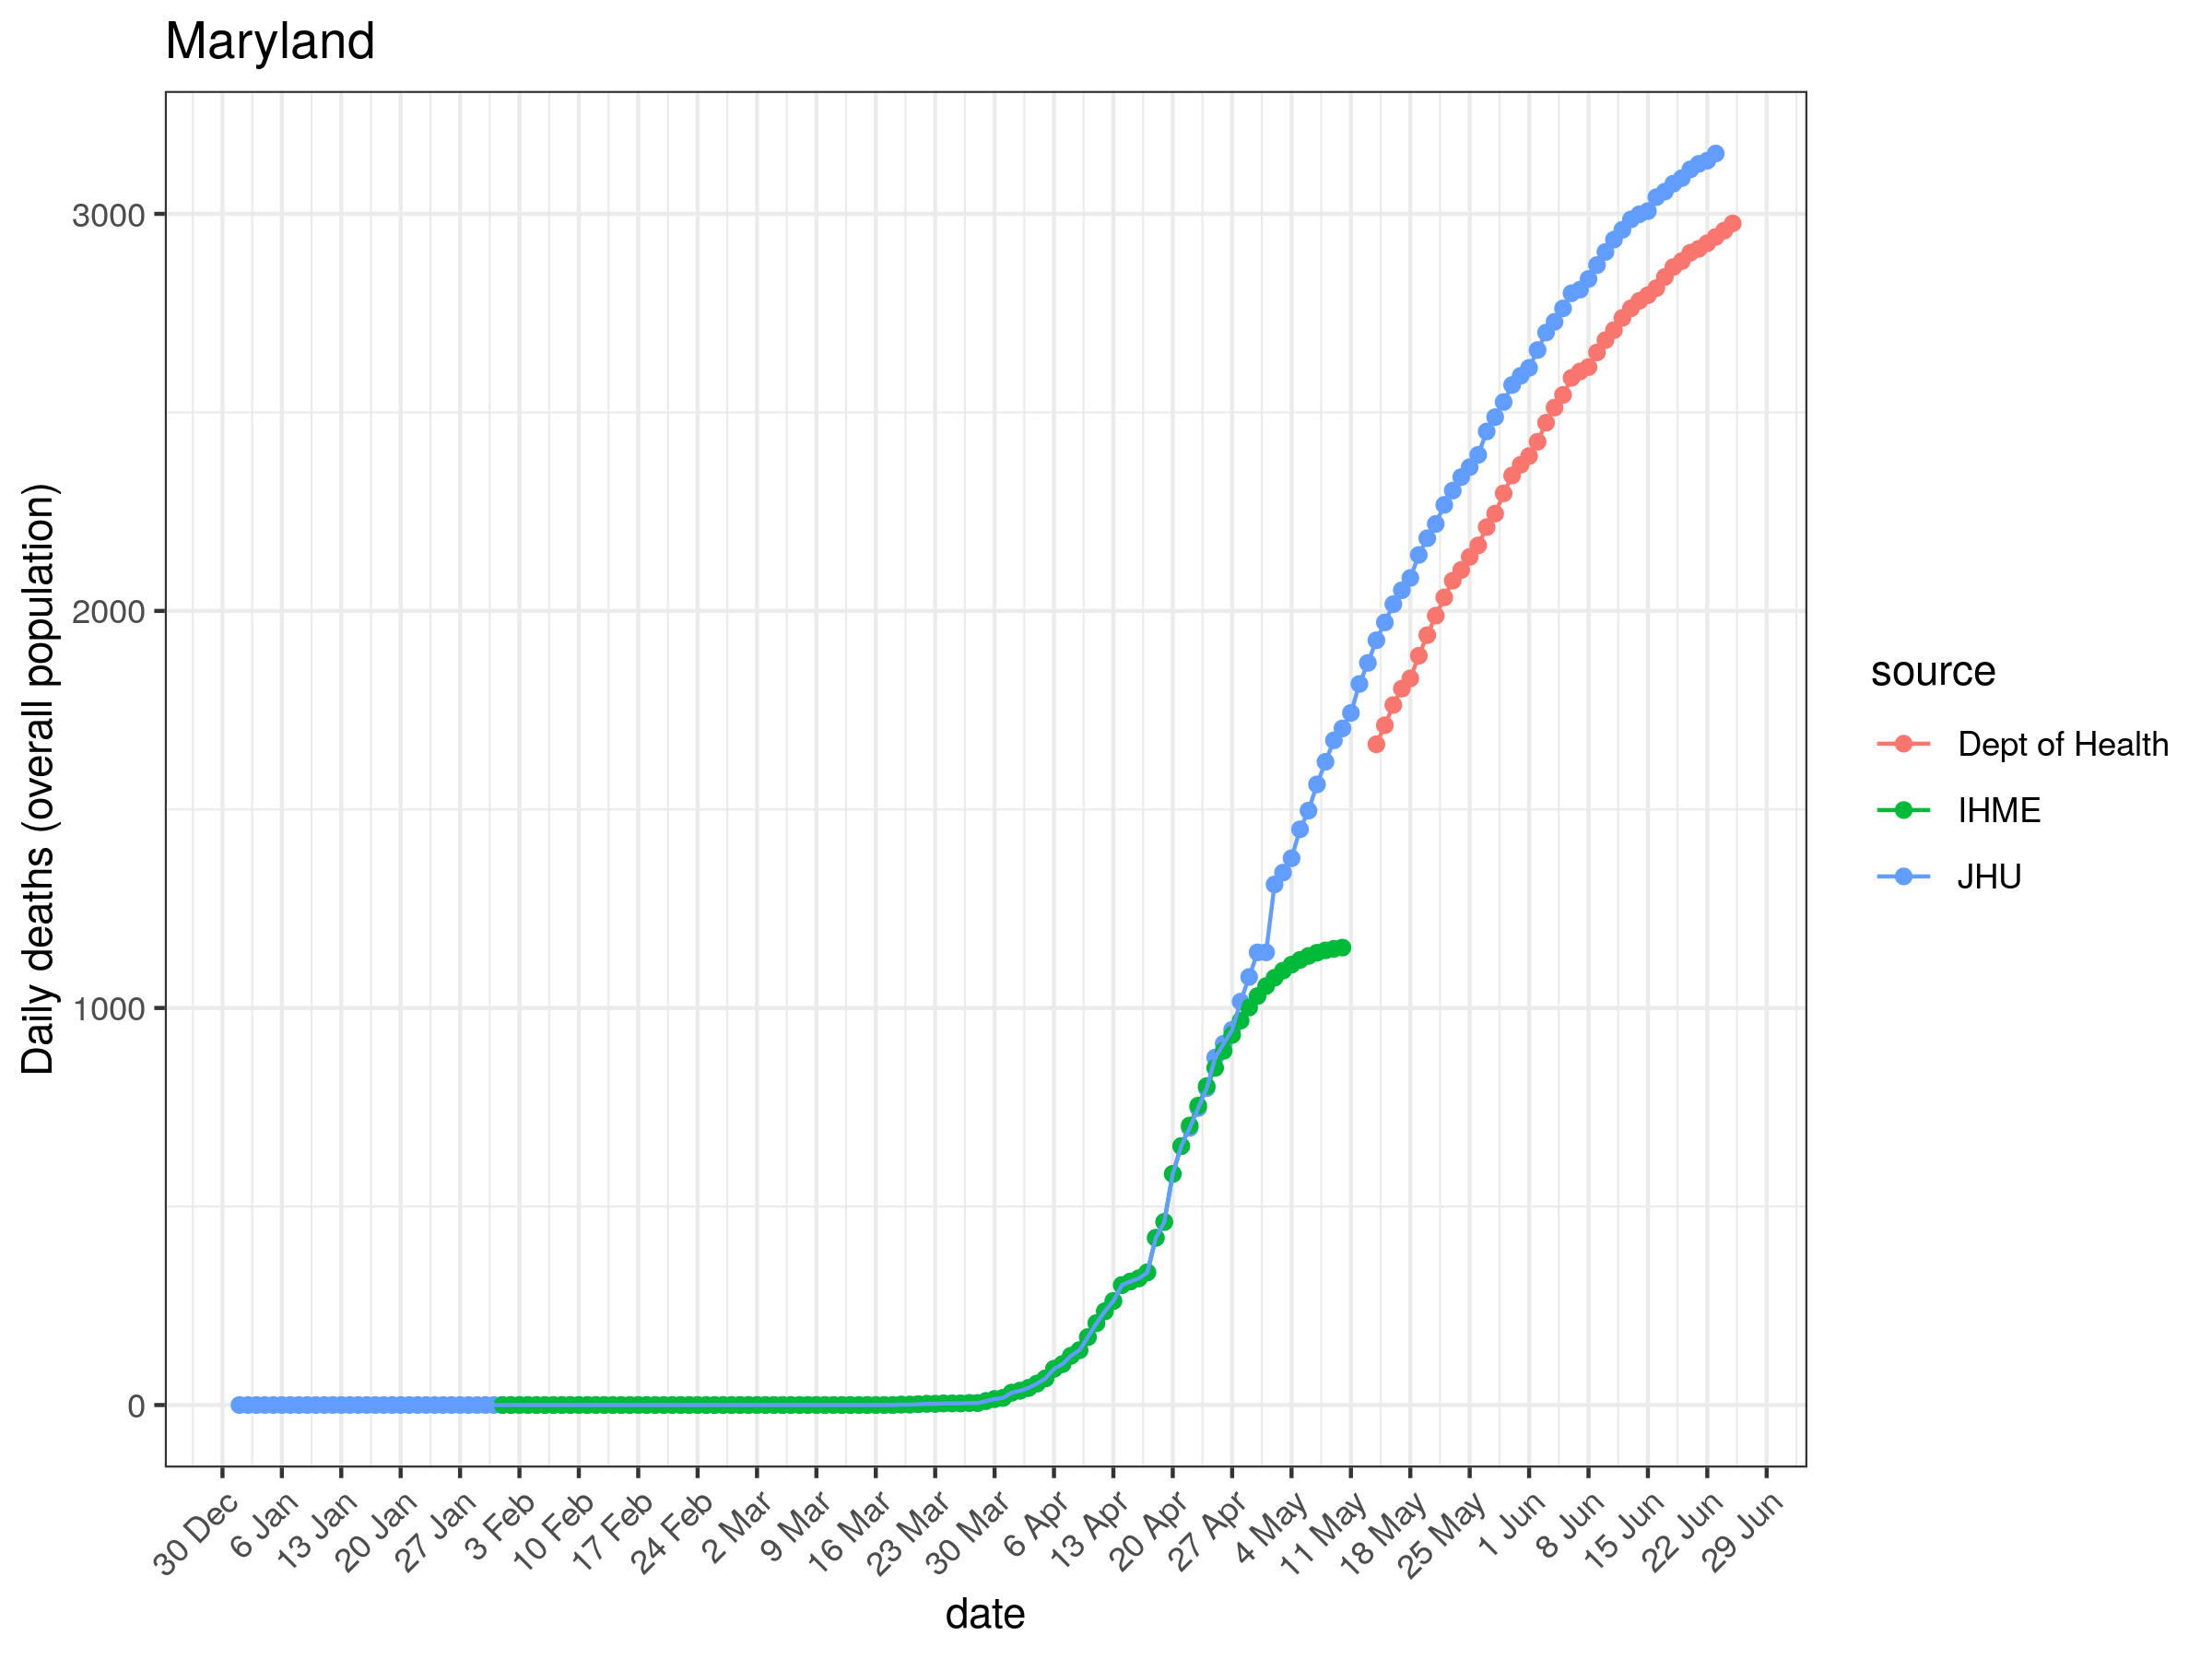 Maryland
Daily deaths (overall population)
3000
2000
1000
0
30 Dec
6 Jan
13 Jan
20 Jan
27 Jan
3 Feb
10 Feb
17 Feb
24 Feb
2 Mar
9 Mar
16 Mar
23 Mar
30 Mar
6 Apr
13 Apr
20 Apr
27 Apr
4 May
11 May
18 May
25 May
1 Jun
8 Jun
15 Jun
22 Jun
29 Jun
date
source
Dept of Health
IHME
JHU